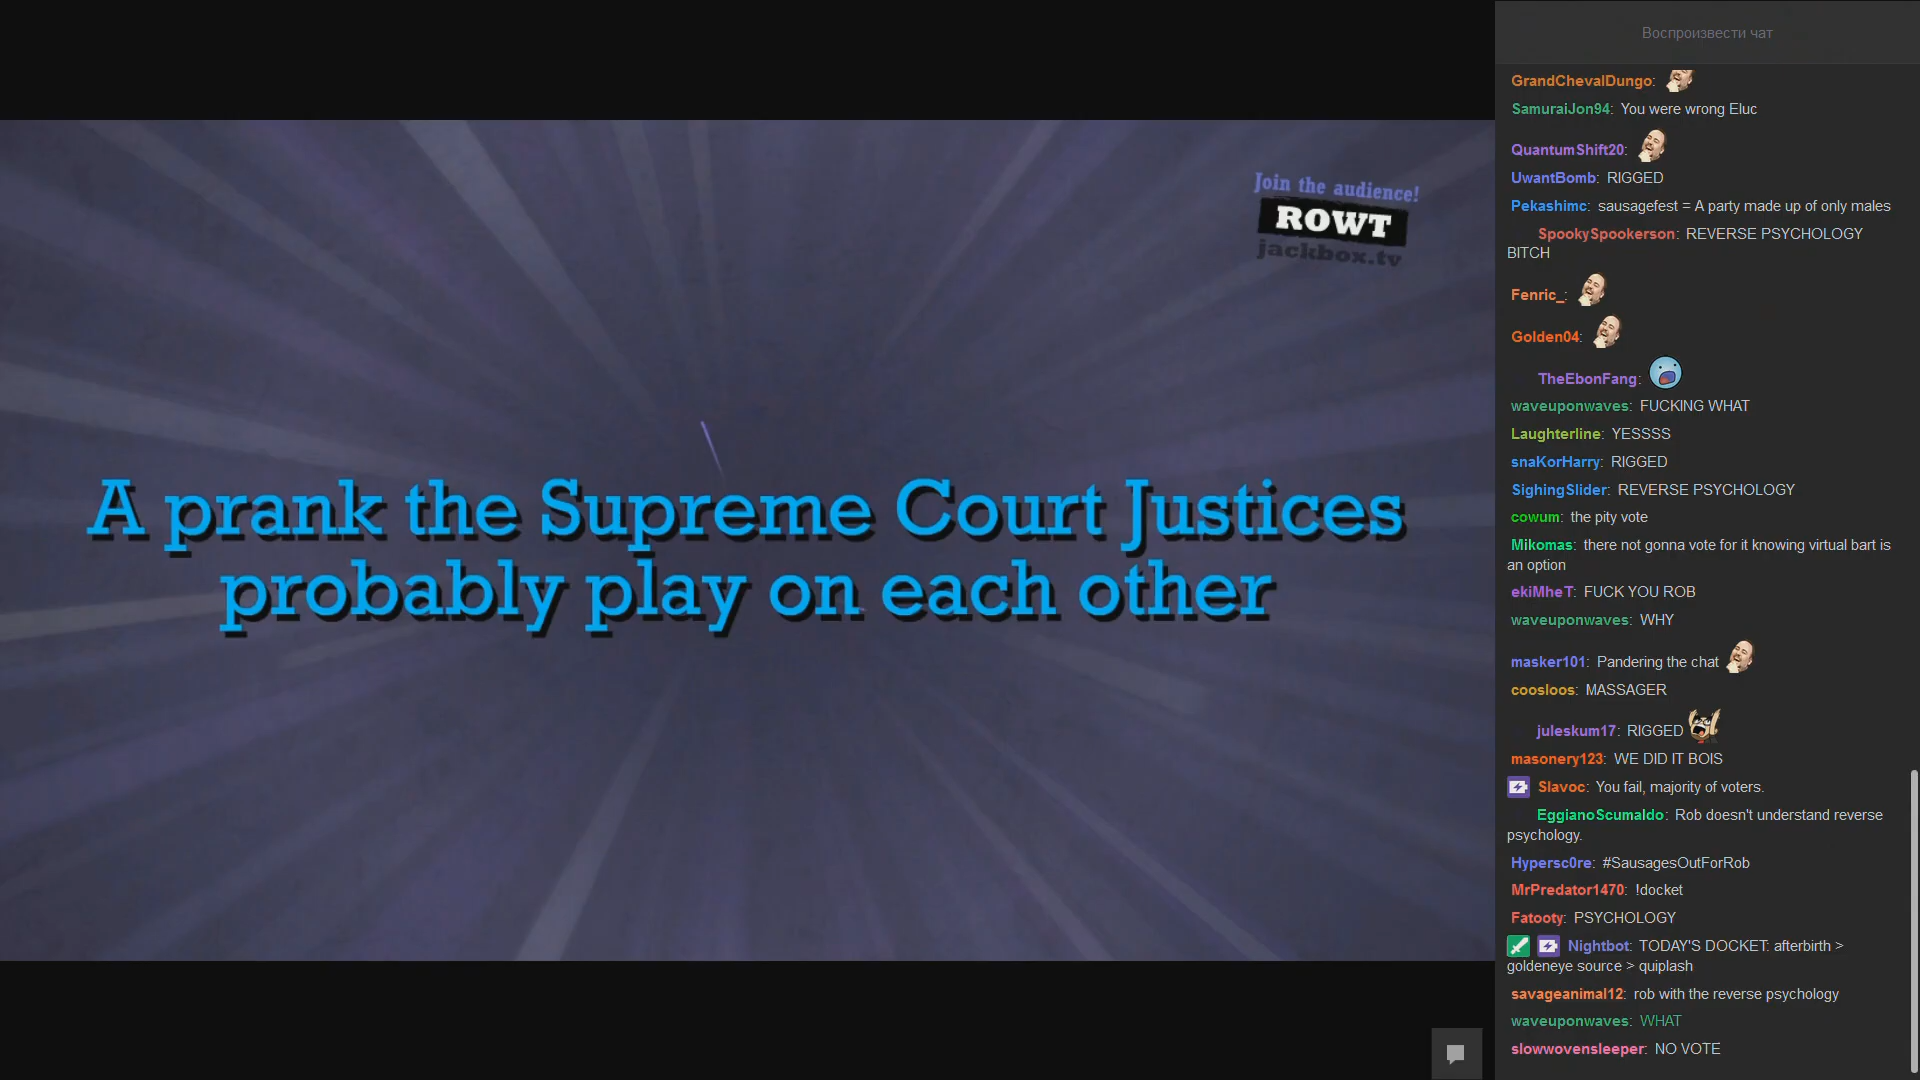 Join the audience!
ROWT
jackbox.tv
A prank the Supreme Court Justices
probably play on each other
Воспроизвести чат
GrandChevalDungo:
SamuraiJon94: You were wrong Eluc
QuantumShift20:
UwantBomb: RIGGED
Pekashimc: sausagefest = A party made up of only males
SpookySpookerson: REVERSE PSYCHOLOGY
BITCH
Fenric_:
Golden04:
TheEbonFang:
waveuponwaves: FUCKING WHAT
Laughterline: YESSSS
snaKorHarry: RIGGED
SighingSlider: REVERSE PSYCHOLOGY
cowum: the pity vote
Mikomas: there not gonna vote for it knowing virtual bart is
an option
ekiMheT: FUCK YOU ROB
waveuponwaves: WHY
masker101: Pandering the chat
coosloos: MASSAGER
juleskum17: RIGGED
masonery123: WE DID IT BOIS
Slavoc: You fail, majority of voters.
EggianoScumaldo: Rob doesn't understand reverse
psychology.
Hypersc0re: #SausagesOutForRob
MrPredator1470: !docket
Fatooty: PSYCHOLOGY
Nightbot: TODAY'S DOCKET: afterbirth >
goldeneye source > quiplash
savageanimal12: rob with the reverse psychology
waveuponwaves: WHAT
slowwovensleeper: NO VOTE